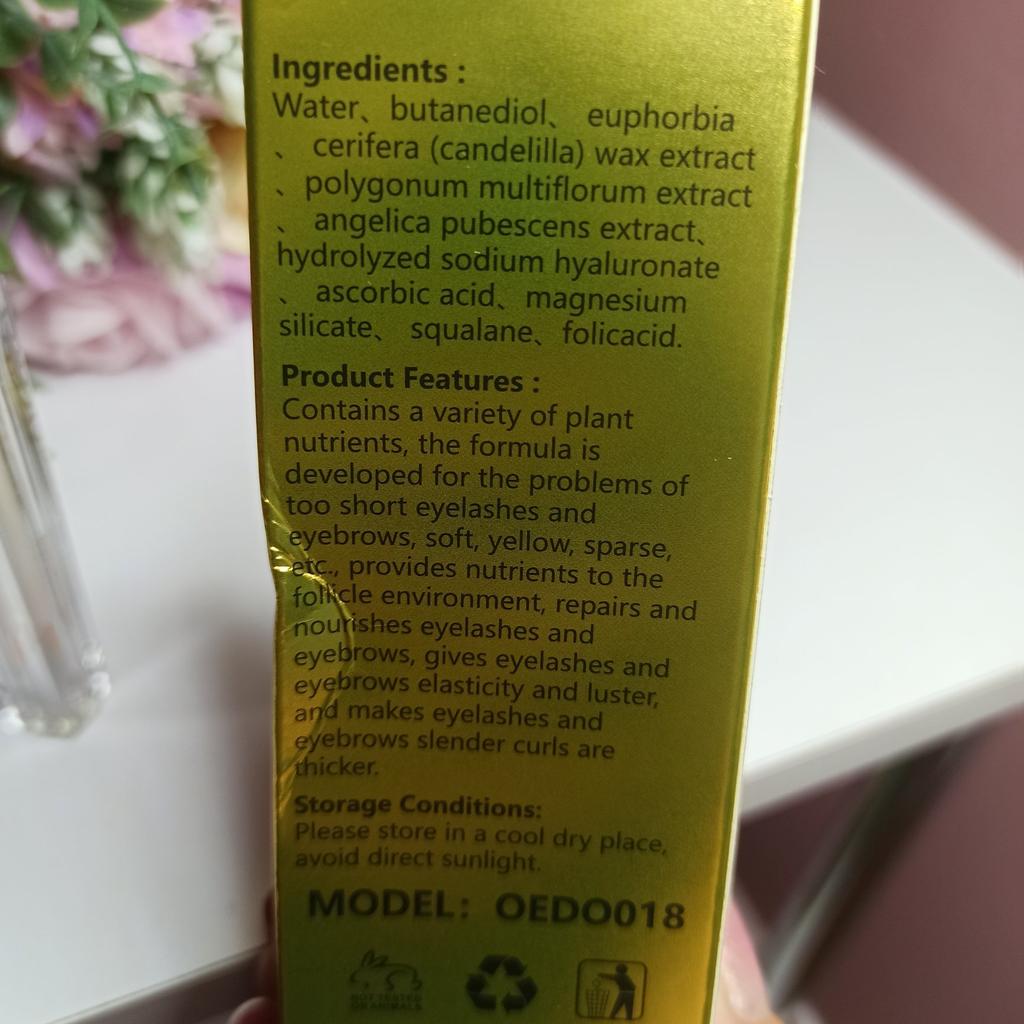 Ingredients :
Water、 butanediol、 euphorbia
、 cerifera (candelilla) wax extract
、 polygonum multiflorum extract
、 angelica pubescens extract、
hydrolyzed sodium hyaluronate
、 ascorbic acid、 magnesium
silicate、 squalane、 folicacid.
Product Features :
Contains a variety of plant
nutrients, the formula is
developed for the problems of
too short eyelashes and
eyebrows, soft, yellow, sparse,
etc., provides nutrients to the
follicle environment, repairs and
nourishes eyelashes and
eyebrows, gives eyelashes and
eyebrows elasticity and luster,
and makes eyelashes and
eyebrows slender curls are
thicker.
Storage Conditions:
Please store in a cool dry place,
avoid direct sunlight.
MODEL: OEDO018
NOT TESTED
ON ANIMALS